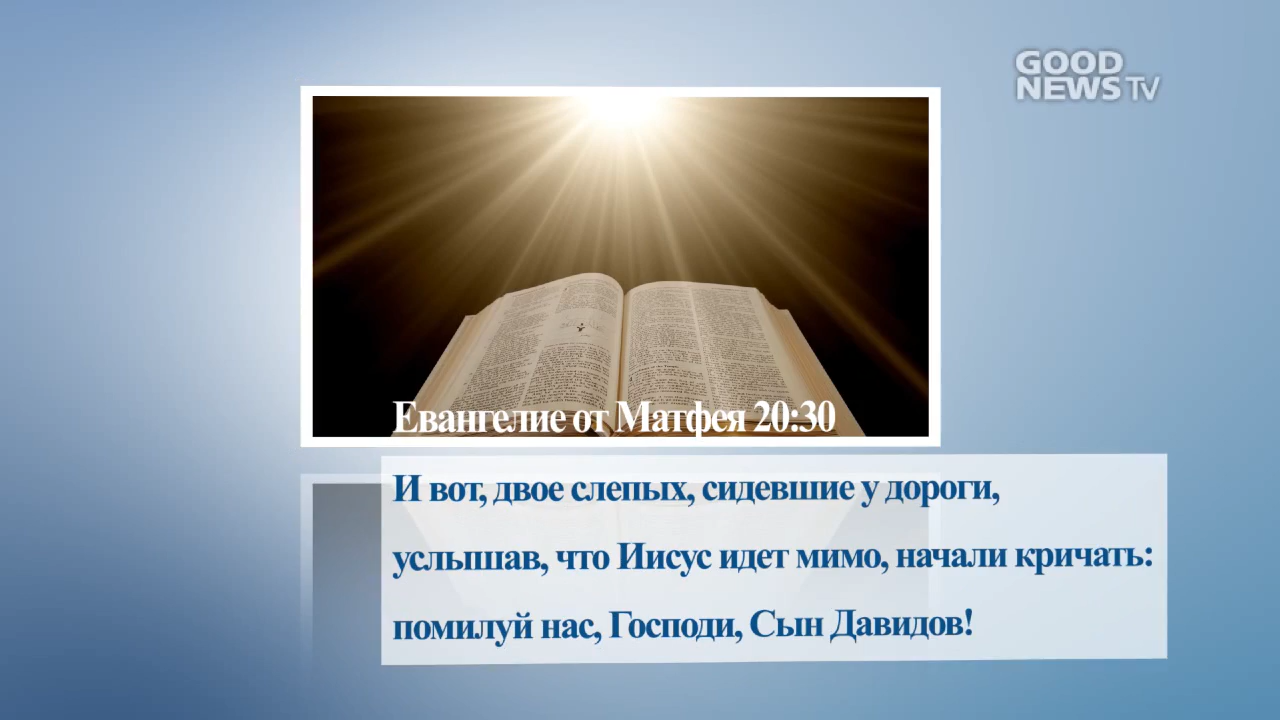 GOOD
NEWS TV
Евангелие от Матфея 20:30
И вот, двое слепых, сидевшие у дороги,
услышав, что Иисус идет мимо, начали кричать:
помилуй нас, Господи, Сын Давидов!